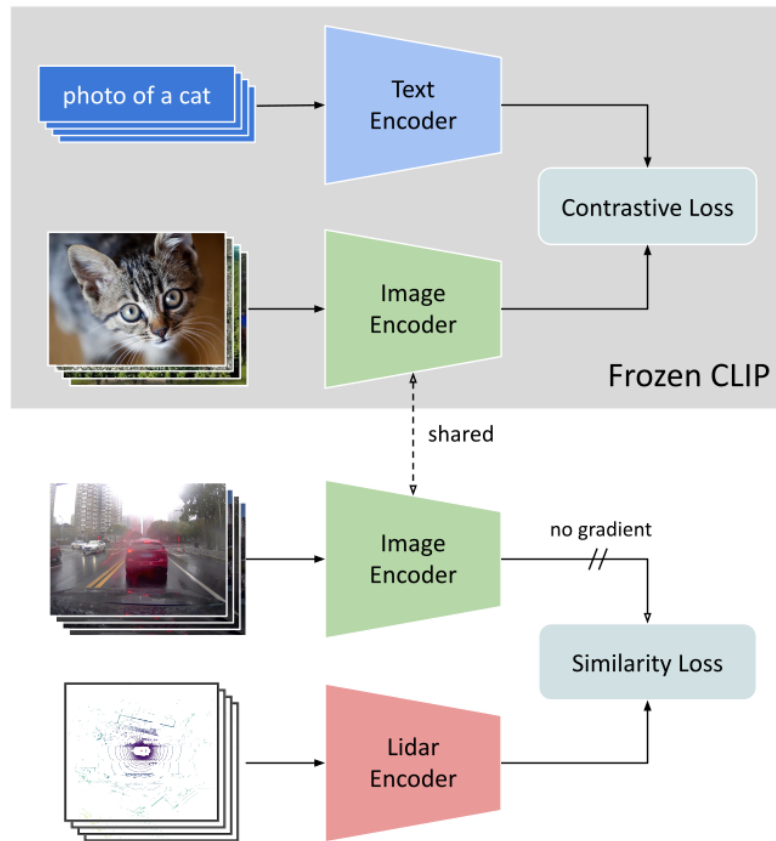 photo of a cat
Text
Encoder
Contrastive Loss
Image
Encoder
Frozen CLIP
shared
Image
Encoder
no gradient
Similarity Loss
Lidar
Encoder